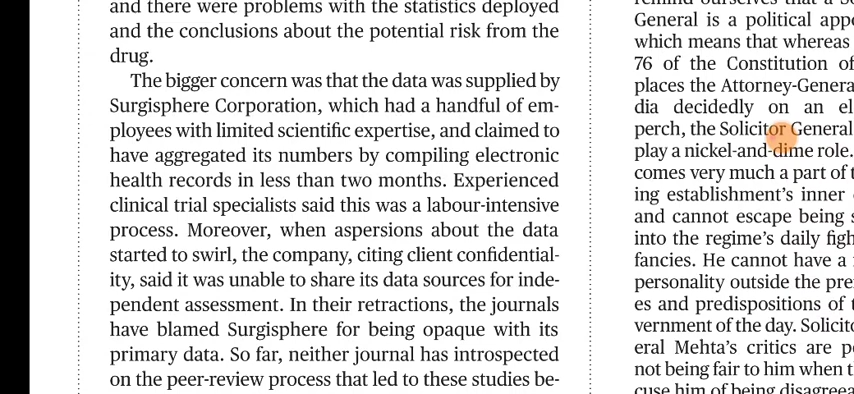 and there were problems with the statistics deployed
and the conclusions about the potential risk from the
drug.
The bigger concern was that the data was supplied by
Surgisphere Corporation, which had a handful of em-
ployees with limited scientific expertise, and claimed to
have aggregated its numbers by compiling electronic
health records in less than two months. Experienced
clinical trial specialists said this was a labour-intensive
process. Moreover, when aspersions about the data
started to swirl, the company, citing client confidential-
ity, said it was unable to share its data sources for inde-
pendent assessment. In their retractions, the journals
have blamed Surgisphere for being opaque with its
primary data. So far, neither journal has introspected
on the peer-review process that led to these studies be-
General is a political
which means that whereas
76 of the Constitution of
places the
dia decidedly on an
perch, the Solicitor General
play a nickel-and-dime role.
comes very much a part of
ing establishment's inner
and cannot escape being
into the regime's daily
fancies. He cannot have a
personality outside the
es and predispositions of
vernment of the day.
eral Mehta's critics are
not being fair to him when
cuse him of being